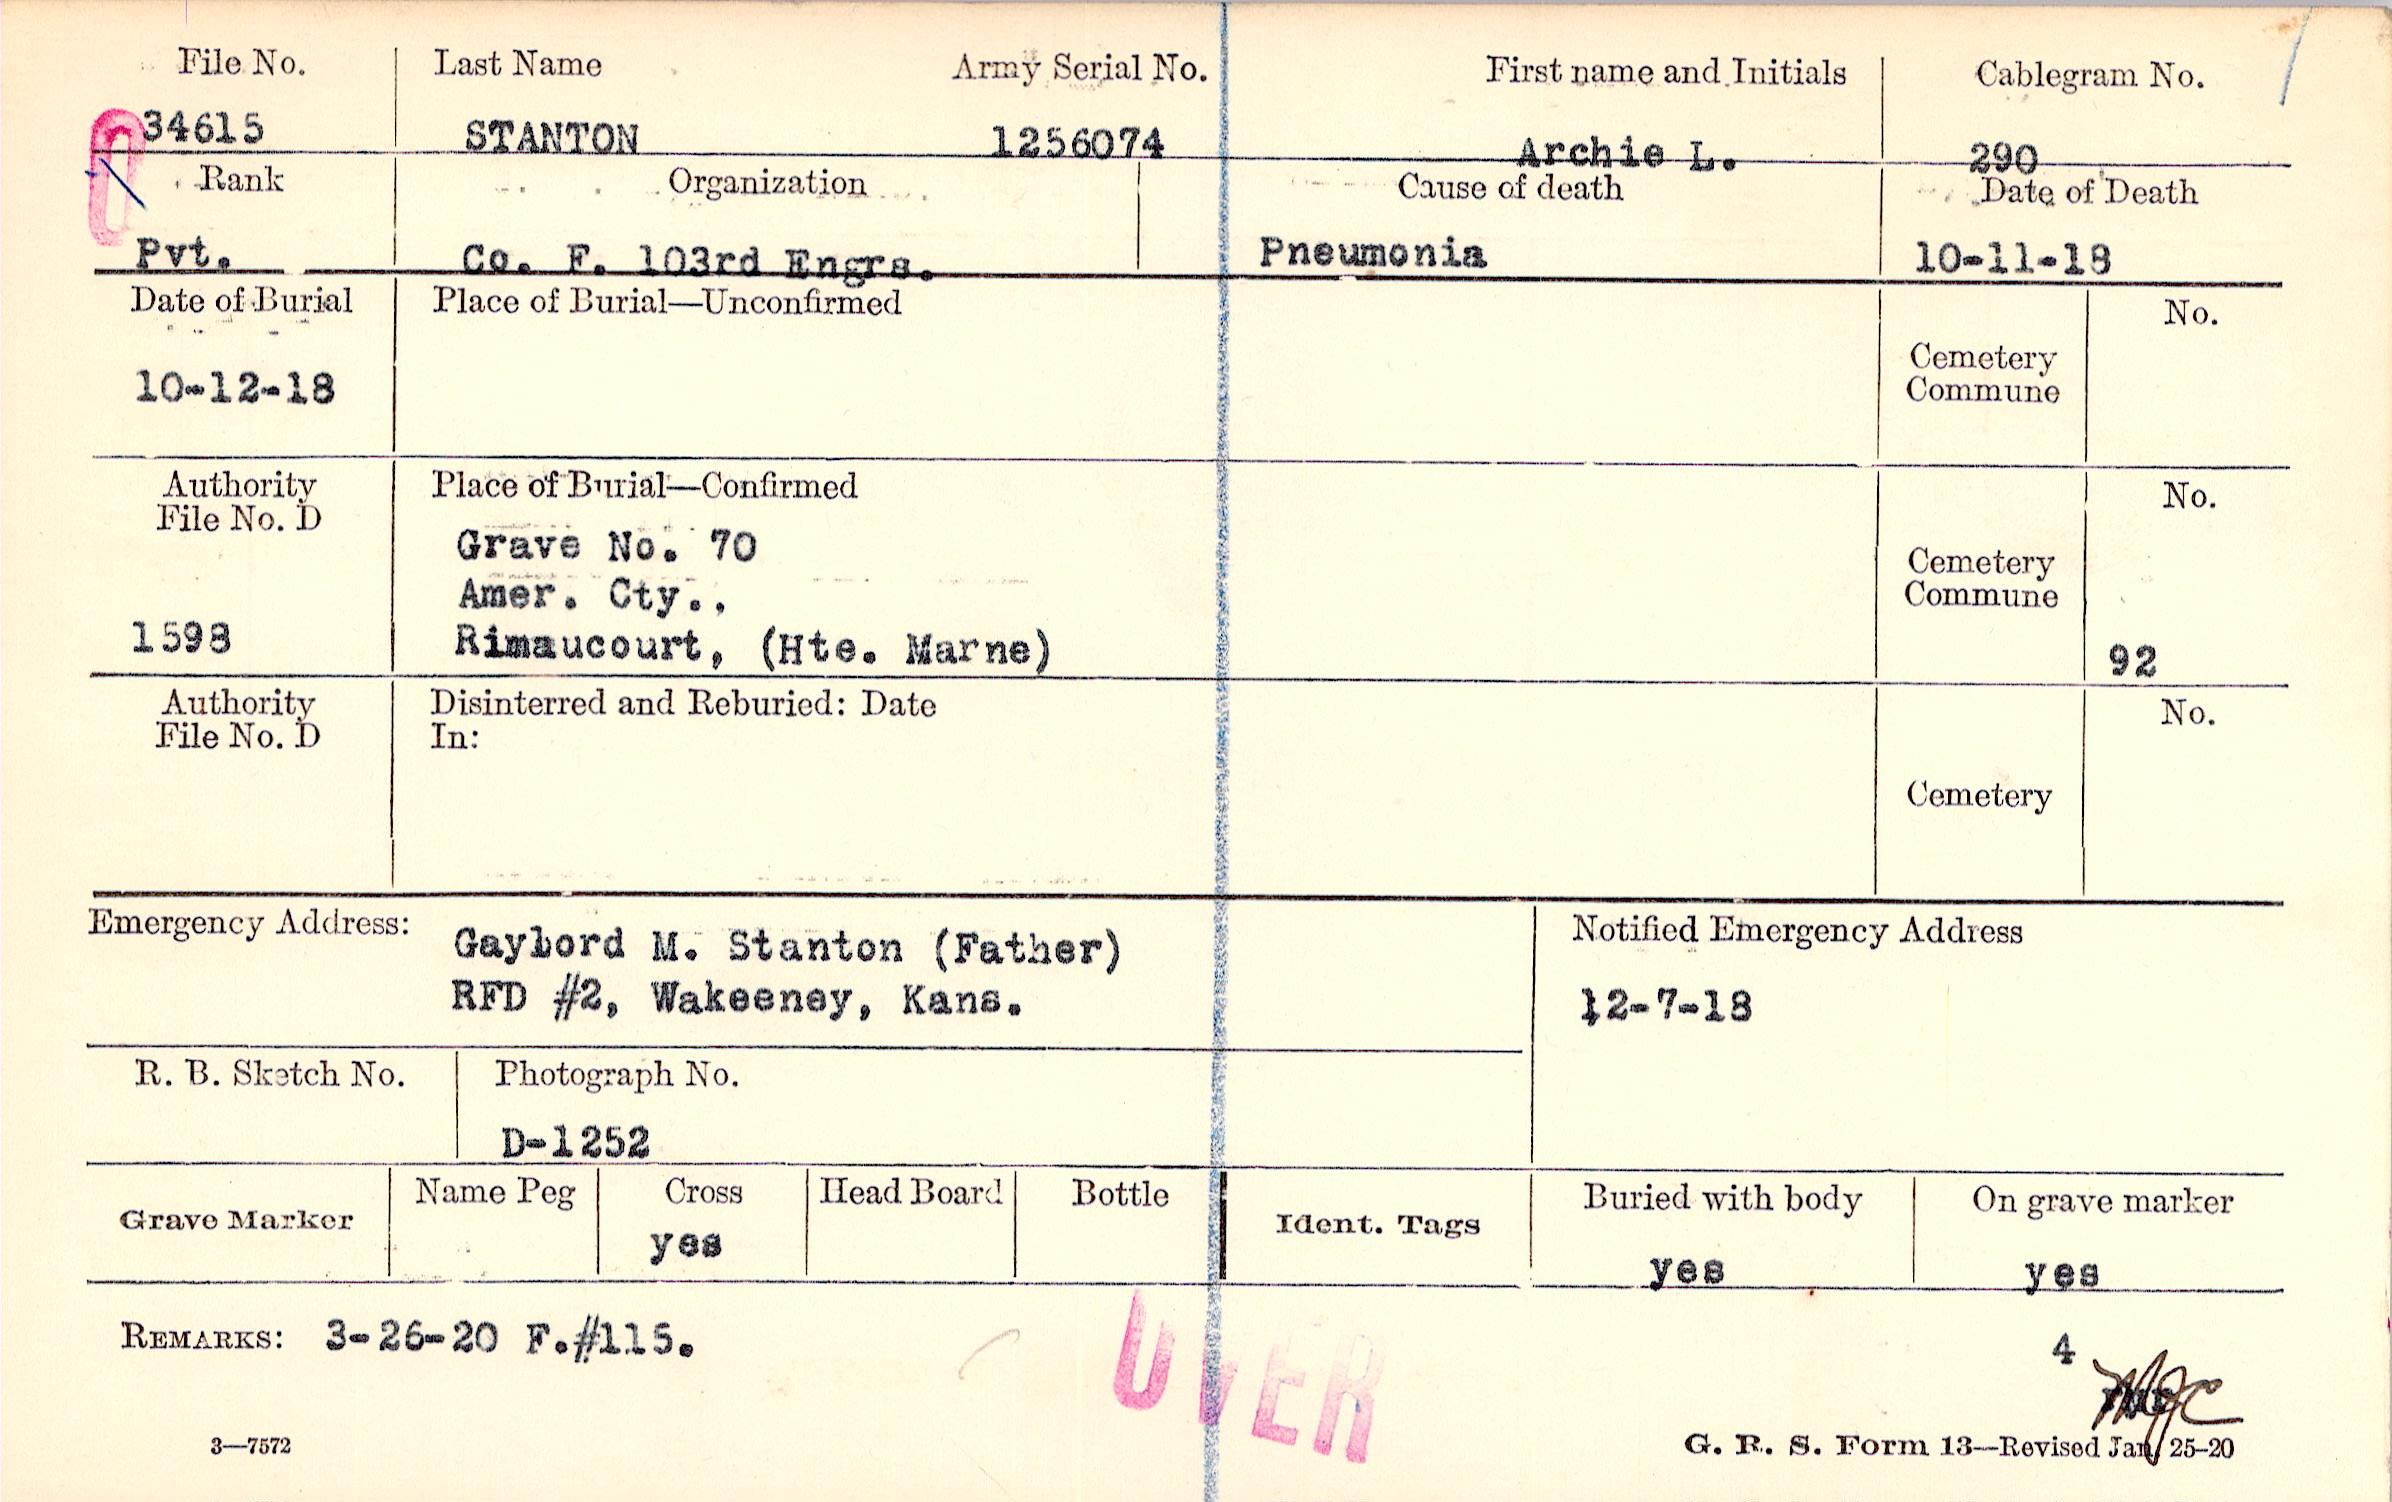 File No. Last Name Army Serial No. First name and Initials Cablegram No.
34615 STANTON 1256074 Archie L. 290
Rank Organization Cause of death Date of Death
Pvt. Co. F. 103rd Engrs. Pneumonia 10-11-18
Date of Burial Place of Burial—Unconfirmed No.
10-12-18 Cemetery
Commune
Authority Place of Burial—Confirmed No.
File No. D
Grave No. 70
Amer. Cty., Cemetery
Commune
1598 Rimaucourt, (Hte. Marne) 92
Authority Disinterred and Reburied: Date No.
File No. D In:
Cemetery
Emergency Address: Gaylord M. Stanton (Father) Notified Emergency Address
RFD #2, Wakeeney, Kans. 12-7-18
R. B. Sketch No. Photograph No.
D-1252
Grave Marker Name Peg Cross Head Board Bottle Ident. Tags Buried with body On grave marker
yes yes yes
REMARKS: 3-26-20 F.#115. 4
OVER
3—7572 G. R. S. Form 13—Revised Jan. 25-20